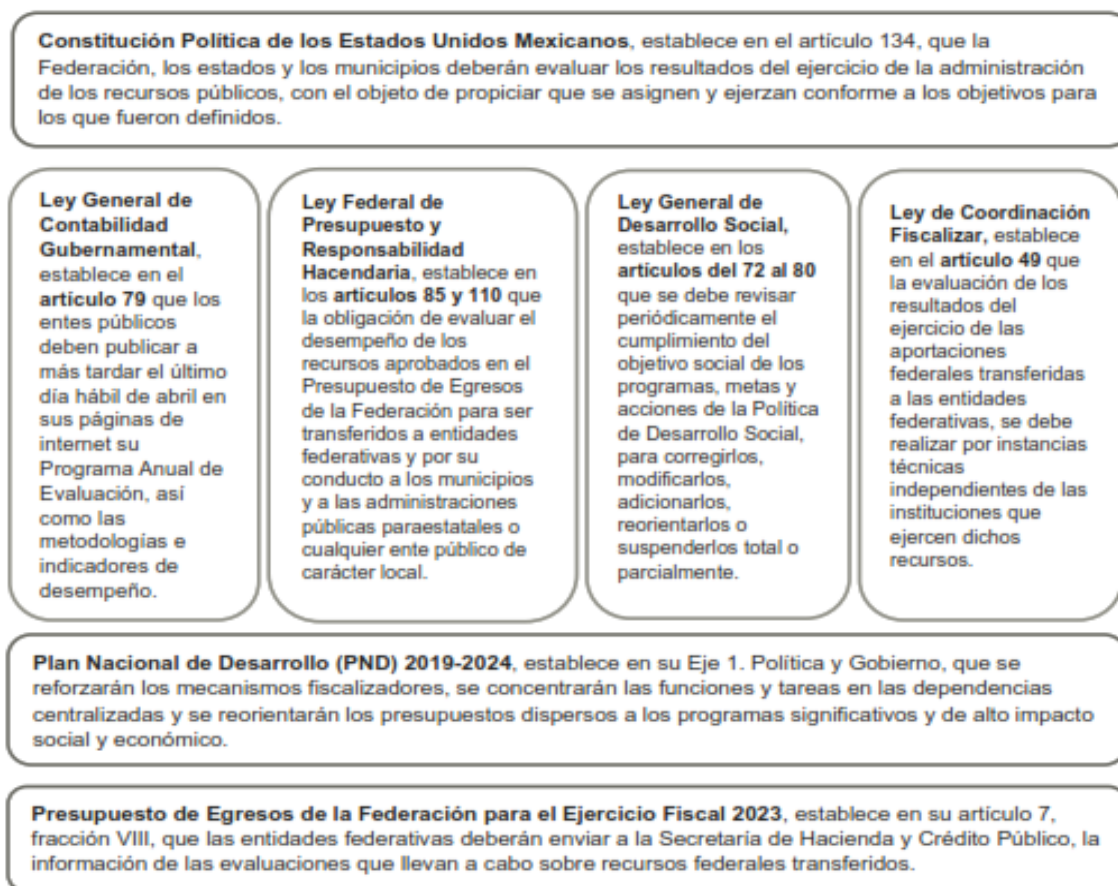 Constitución Política de los Estados Unidos Mexicanos, establece en el artículo 134, que la
Federación, los estados y los municipios deberán evaluar los resultados del ejercicio de la administración
de los recursos públicos, con el objeto de propiciar que se asignen y ejerzan conforme a los objetivos para
los que fueron definidos.
Ley General de
Contabilidad
Gubernamental,
establece en el
artículo 79 que los
entes públicos
deben publicar a
más tardar el último
día hábil de abril en
sus páginas de
internet su
Programa Anual de
Evaluación, así
como las
metodologías e
indicadores de
desempeño.
Ley Federal de
Presupuesto y
Responsabilidad
Hacendaria, establece en
los artículos 85 y 110 que
la obligación de evaluar el
desempeño de los
recursos aprobados en el
Presupuesto de Egresos
de la Federación para ser
transferidos a entidades
federativas y por su
conducto a los municipios
y a las administraciones
públicas paraestatales o
cualquier ente público de
carácter local.
Ley General de
Desarrollo Social,
establece en los
artículos del 72 al 80
que se debe revisar
periódicamente el
cumplimiento del
objetivo social de los
programas, metas y
acciones de la Política
de Desarrollo Social,
para corregirlos,
modificarlos,
adicionarlos,
reorientarlos o
suspenderlos total o
parcialmente.
Ley de Coordinación
Fiscalizar, establece
en el artículo 49 que
la evaluación de los
resultados del
ejercicio de las
aportaciones
federales transferidas
a las entidades
federativas, se debe
realizar por instancias
técnicas
independientes de las
instituciones que
ejercen dichos
recursos.
Plan Nacional de Desarrollo (PND) 2019-2024, establece en su Eje 1. Política y Gobierno, que se
reforzarán los mecanismos fiscalizadores, se concentrarán las funciones y tareas en las dependencias
centralizadas y se reorientarán los presupuestos dispersos a los programas significativos y de alto impacto
social y económico.
Presupuesto de Egresos de la Federación para el Ejercicio Fiscal 2023, establece en su artículo 7,
fracción VIII, que las entidades federativas deberán enviar a la Secretaría de Hacienda y Crédito Público, la
información de las evaluaciones que llevan a cabo sobre recursos federales transferidos.